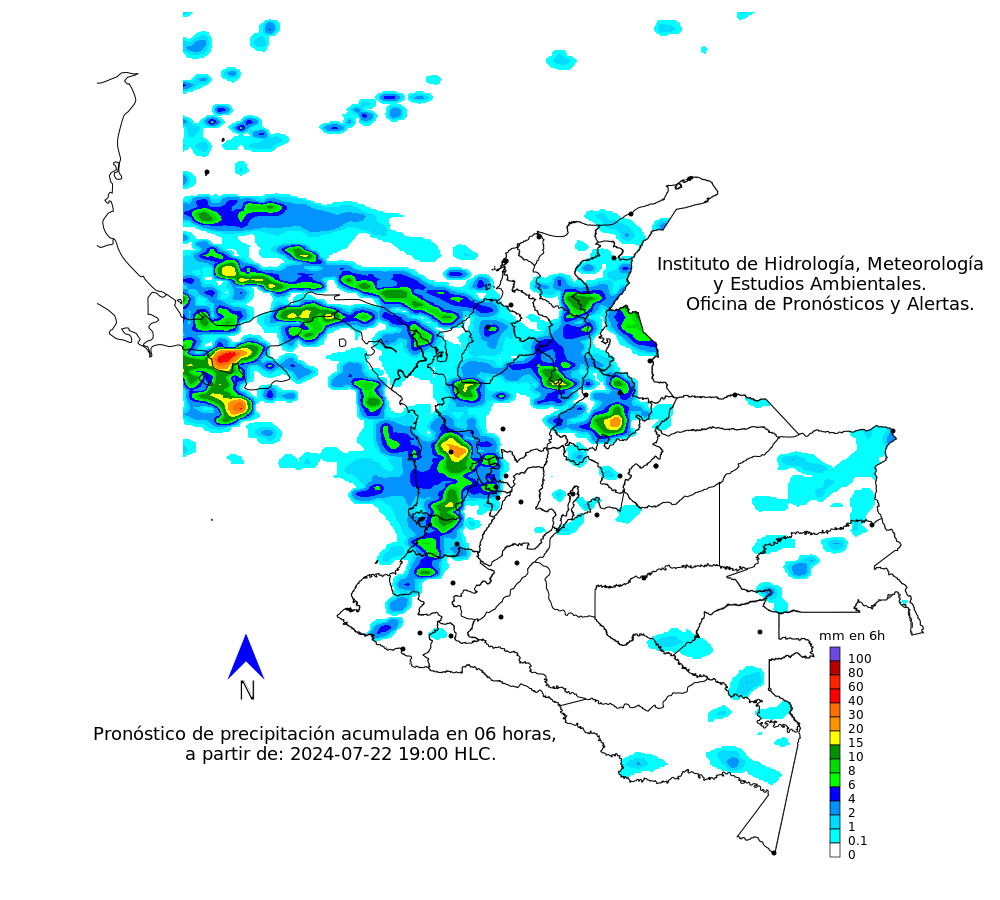 Instituto de Hidrología, Meteorología
y Estudios Ambientales.
Oficina de Pronósticos y Alertas.
mm en 6h
100
80
60
40
30
20
15
10
8
6
4
2
1
0.1
0
N
Pronóstico de precipitación acumulada en 06 horas,
a partir de: 2024-07-22 19:00 HLC.